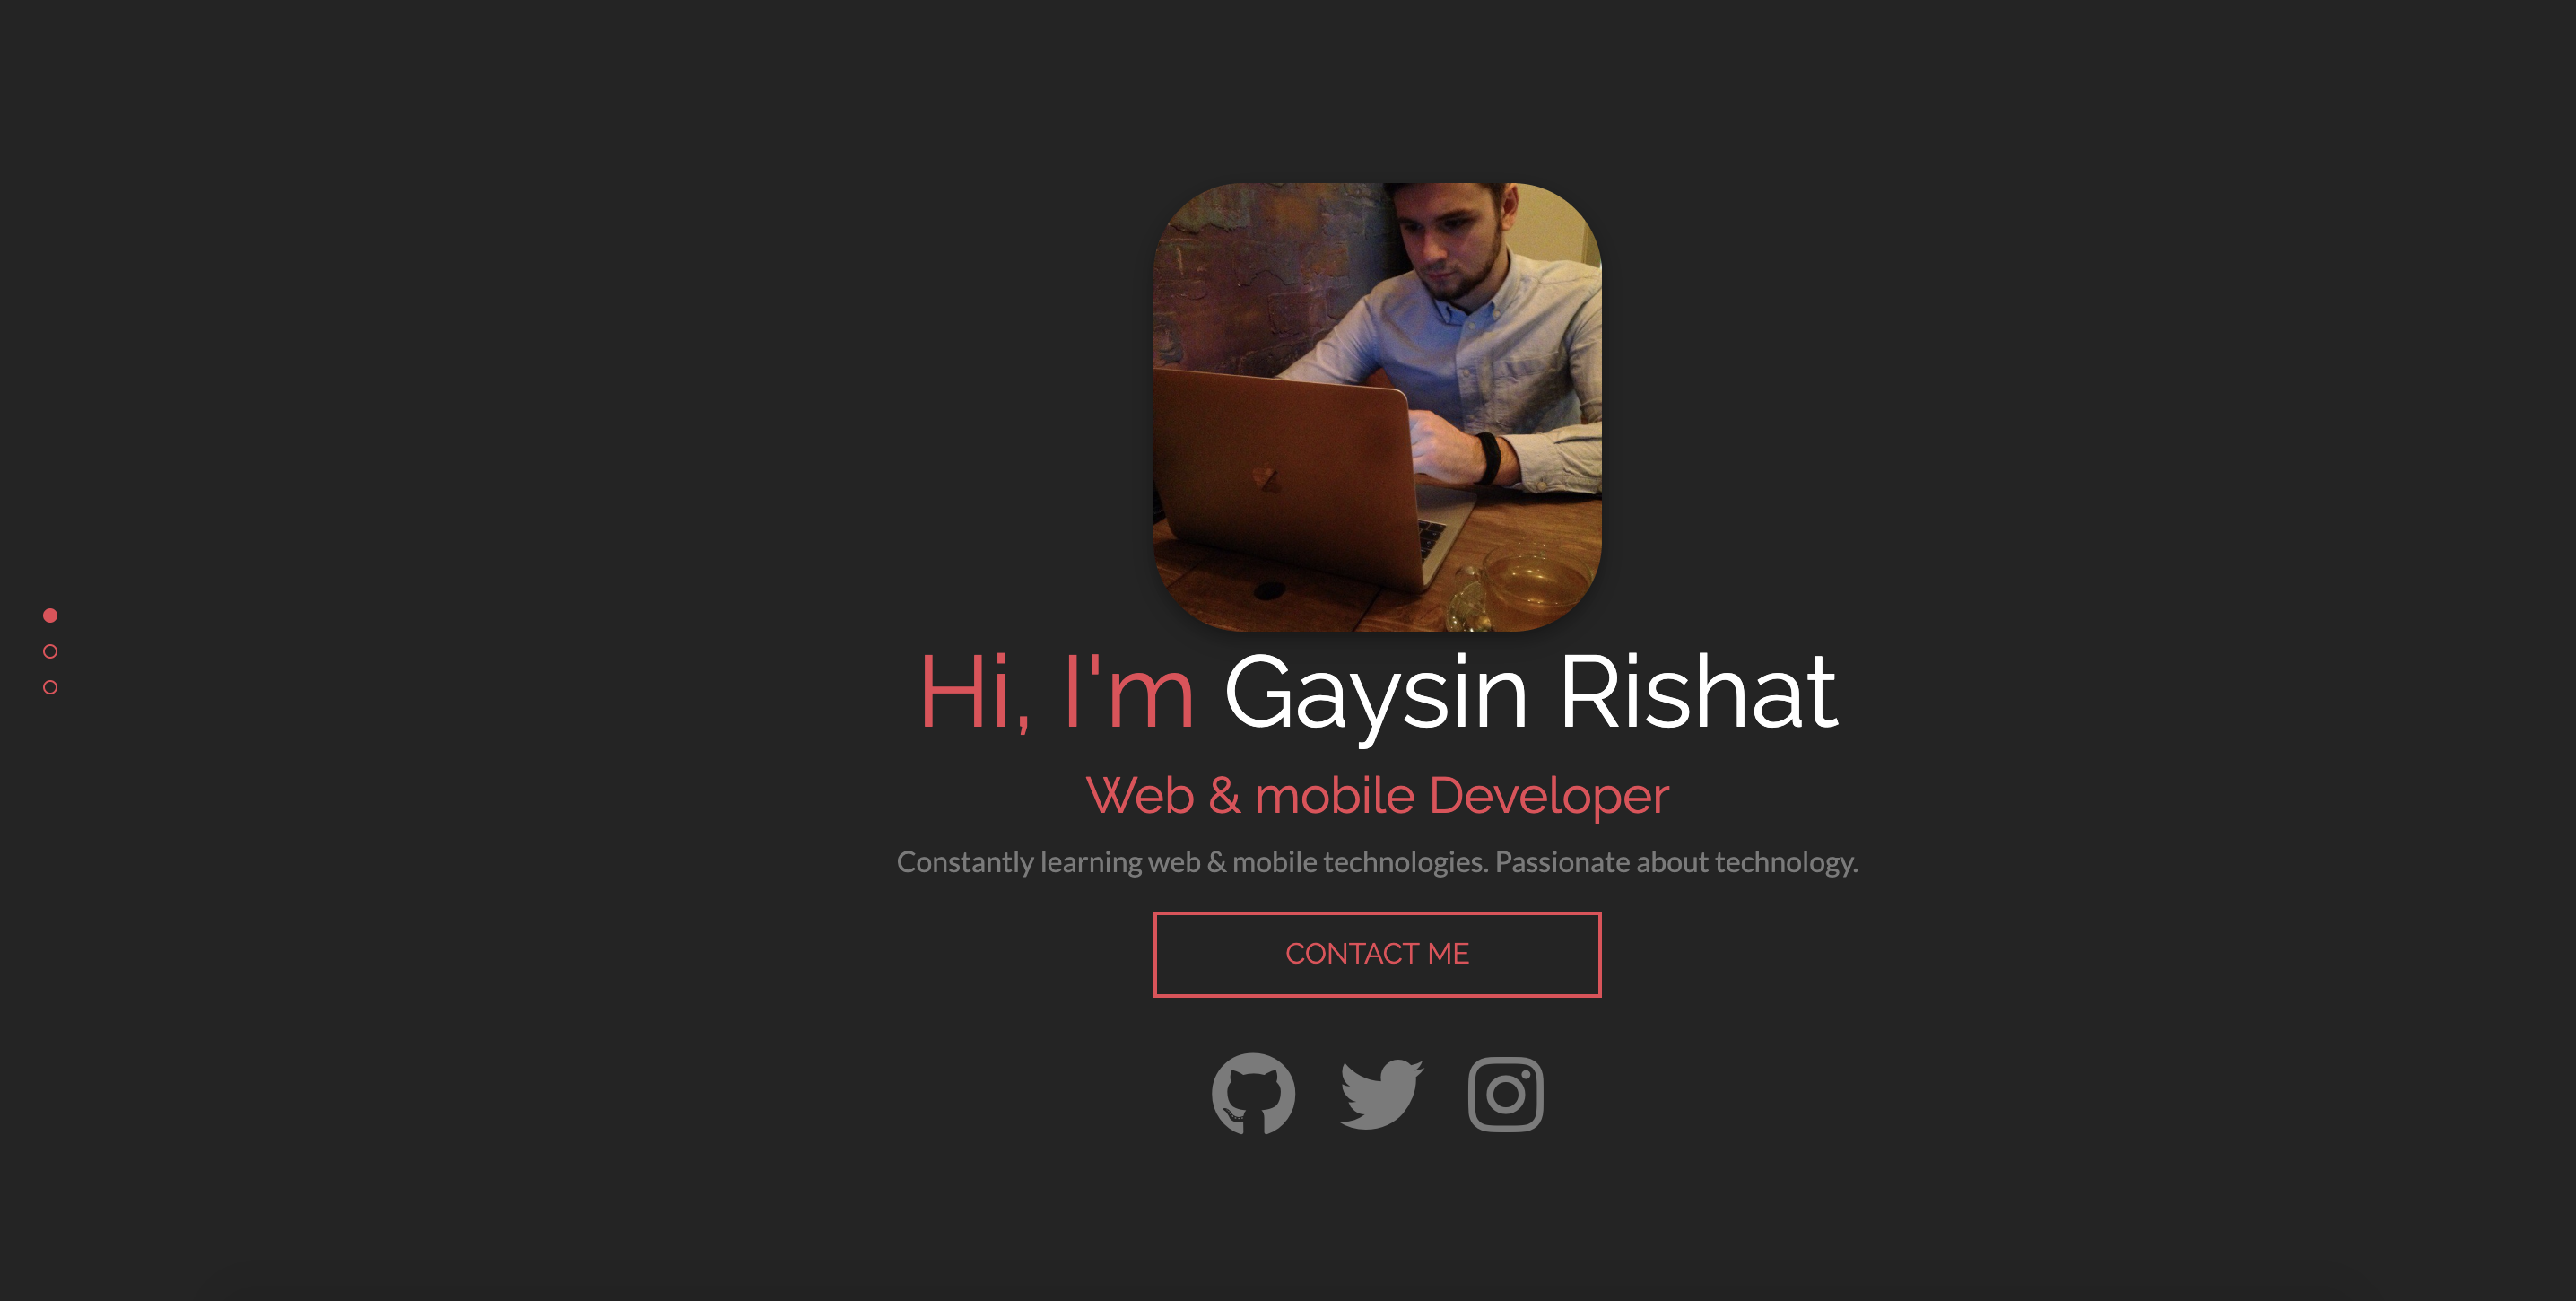 Hi, I'm Gaysin Rishat
Web & mobile Developer
Constantly learning web & mobile technologies. Passionate about technology.
CONTACT ME